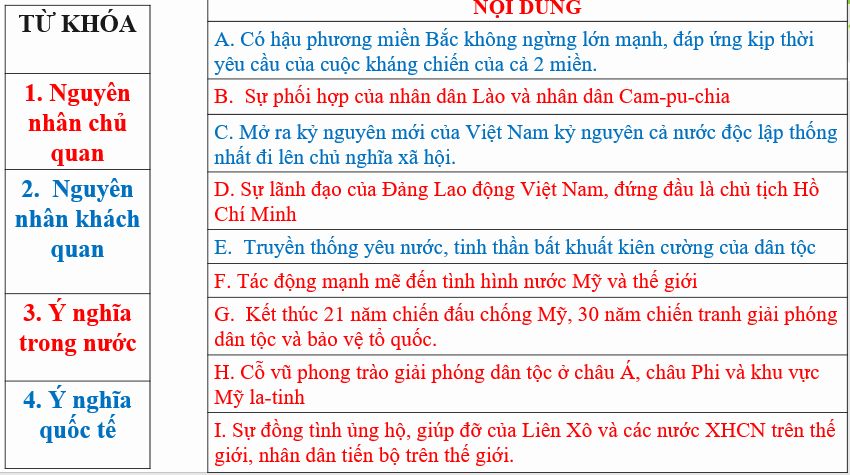 TỪ KHÓA
1. Nguyên
nhân chủ
quan
2. Nguyên
nhân khách
quan
3. Ý nghĩa
trong nước
4. Ý nghĩa
quốc tế
NỘI DUNG
A. Có hậu phương miền Bắc không ngừng lớn mạnh, đáp ứng kịp thời
yêu cầu của cuộc kháng chiến của cả 2 miền.
B. Sự phối hợp của nhân dân Lào và nhân dân Cam-pu-chia
C. Mở ra kỷ nguyên mới của Việt Nam kỷ nguyên cả nước độc lập thống
nhất đi lên chủ nghĩa xã hội.
D. Sự lãnh đạo của Đảng Lao động Việt Nam, đứng đầu là chủ tịch Hồ
Chí Minh
E. Truyền thống yêu nước, tinh thần bất khuất kiên cường của dân tộc
F. Tác động mạnh mẽ đến tình hình nước Mỹ và thế giới
G. Kết thúc 21 năm chiến đấu chống Mỹ, 30 năm chiến tranh giải phóng
dân tộc và bảo vệ tổ quốc.
H. Cỗ vũ phong trào giải phóng dân tộc ở châu Á, châu Phi và khu vực
Mỹ la-tinh
I. Sự đồng tình ủng hộ, giúp đỡ của Liên Xô và các nước XHCN trên thế
giới, nhân dân tiến bộ trên thế giới.